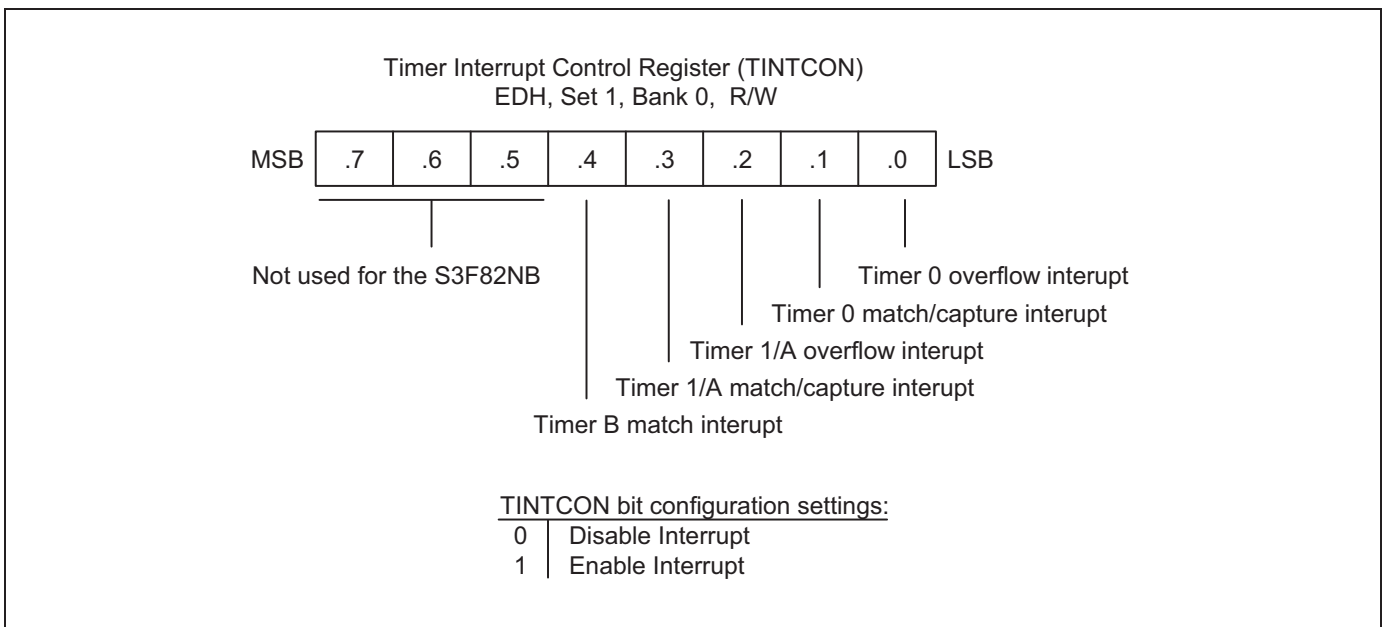 Timer Interrupt Control Register (TINTCON)
EDH, Set 1, Bank 0, R/W
MSB .7 .6 .5 .4 .3 .2 .1 .0 LSB
Not used for the S3F82NB
Timer 0 overflow interupt
Timer 0 match/capture interupt
Timer 1/A overflow interupt
Timer 1/A match/capture interupt
Timer B match interupt
TINTCON bit configuration settings:
0 Disable Interrupt
1 Enable Interrupt